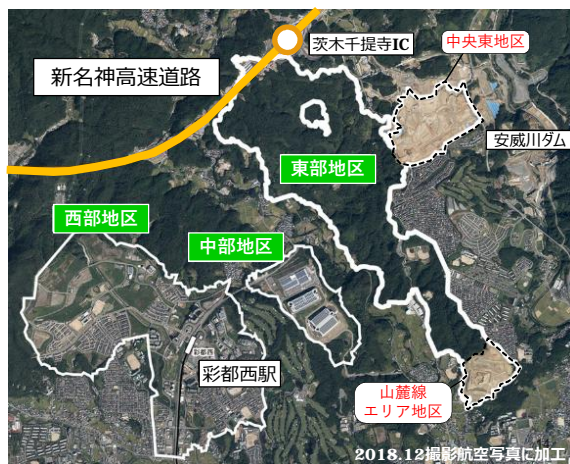 茨木千提寺IC
中央東地区
新名神高速道路
安威川ダム
東部地区
西部地区
中部地区
彩都西
彩都西駅
山麓線
エリア地区
2018.12撮影航空写真に加工